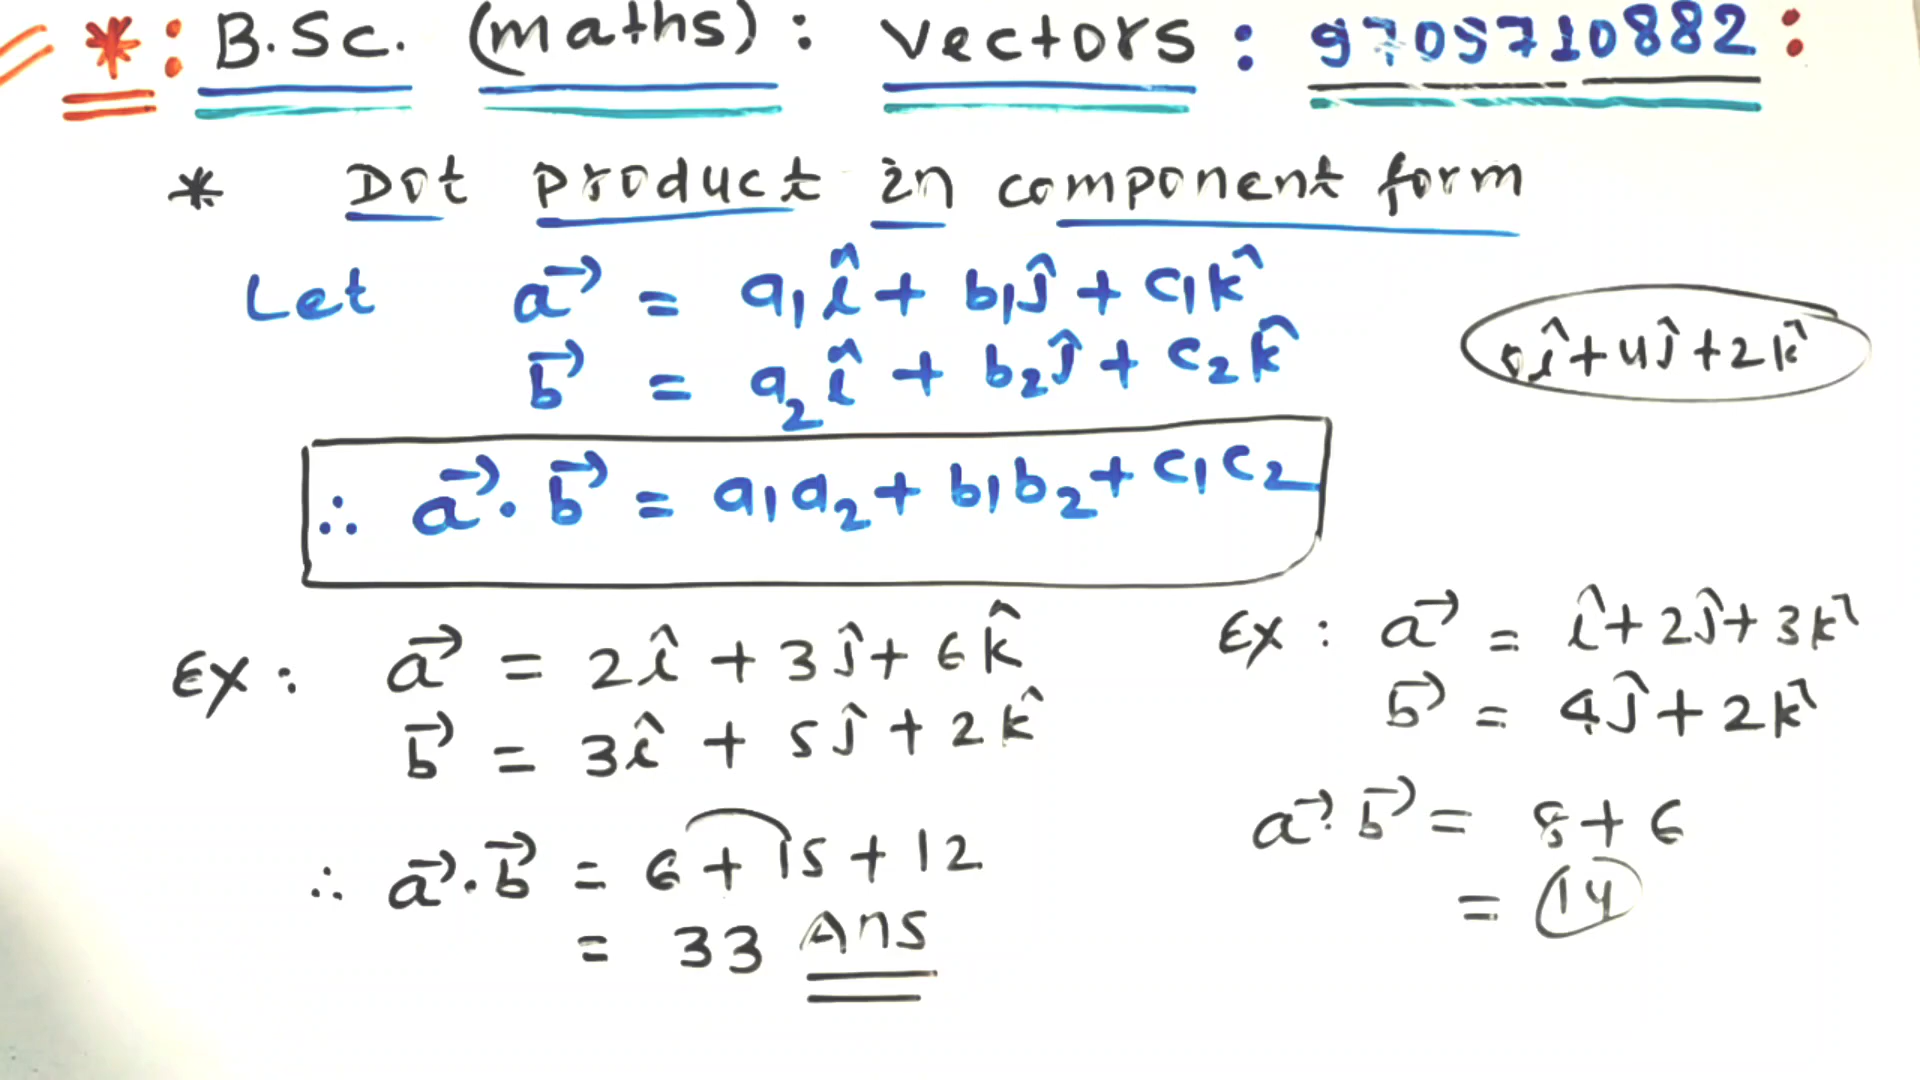 *: B.Sc. (maths): Vectors: 9705710882:
* Dot product in component form
Let a⃗ = a₁î + b₁ĵ + c₁k̂
b⃗ = a₂î + b₂ĵ + c₂k̂
0î + 4ĵ + 2k̂
∴ a⃗ . b⃗ = a₁a₂ + b₁b₂ + c₁c₂
Ex: a⃗ = 2î + 3ĵ + 6k̂
b⃗ = 3î + 5ĵ + 2k̂
∴ a⃗ . b⃗ = 6 + 15 + 12
= 33 Ans
Ex: a⃗ = î + 2ĵ + 3k̂
b⃗ = 4ĵ + 2k̂
a⃗ . b⃗ = 8 + 6
= 14